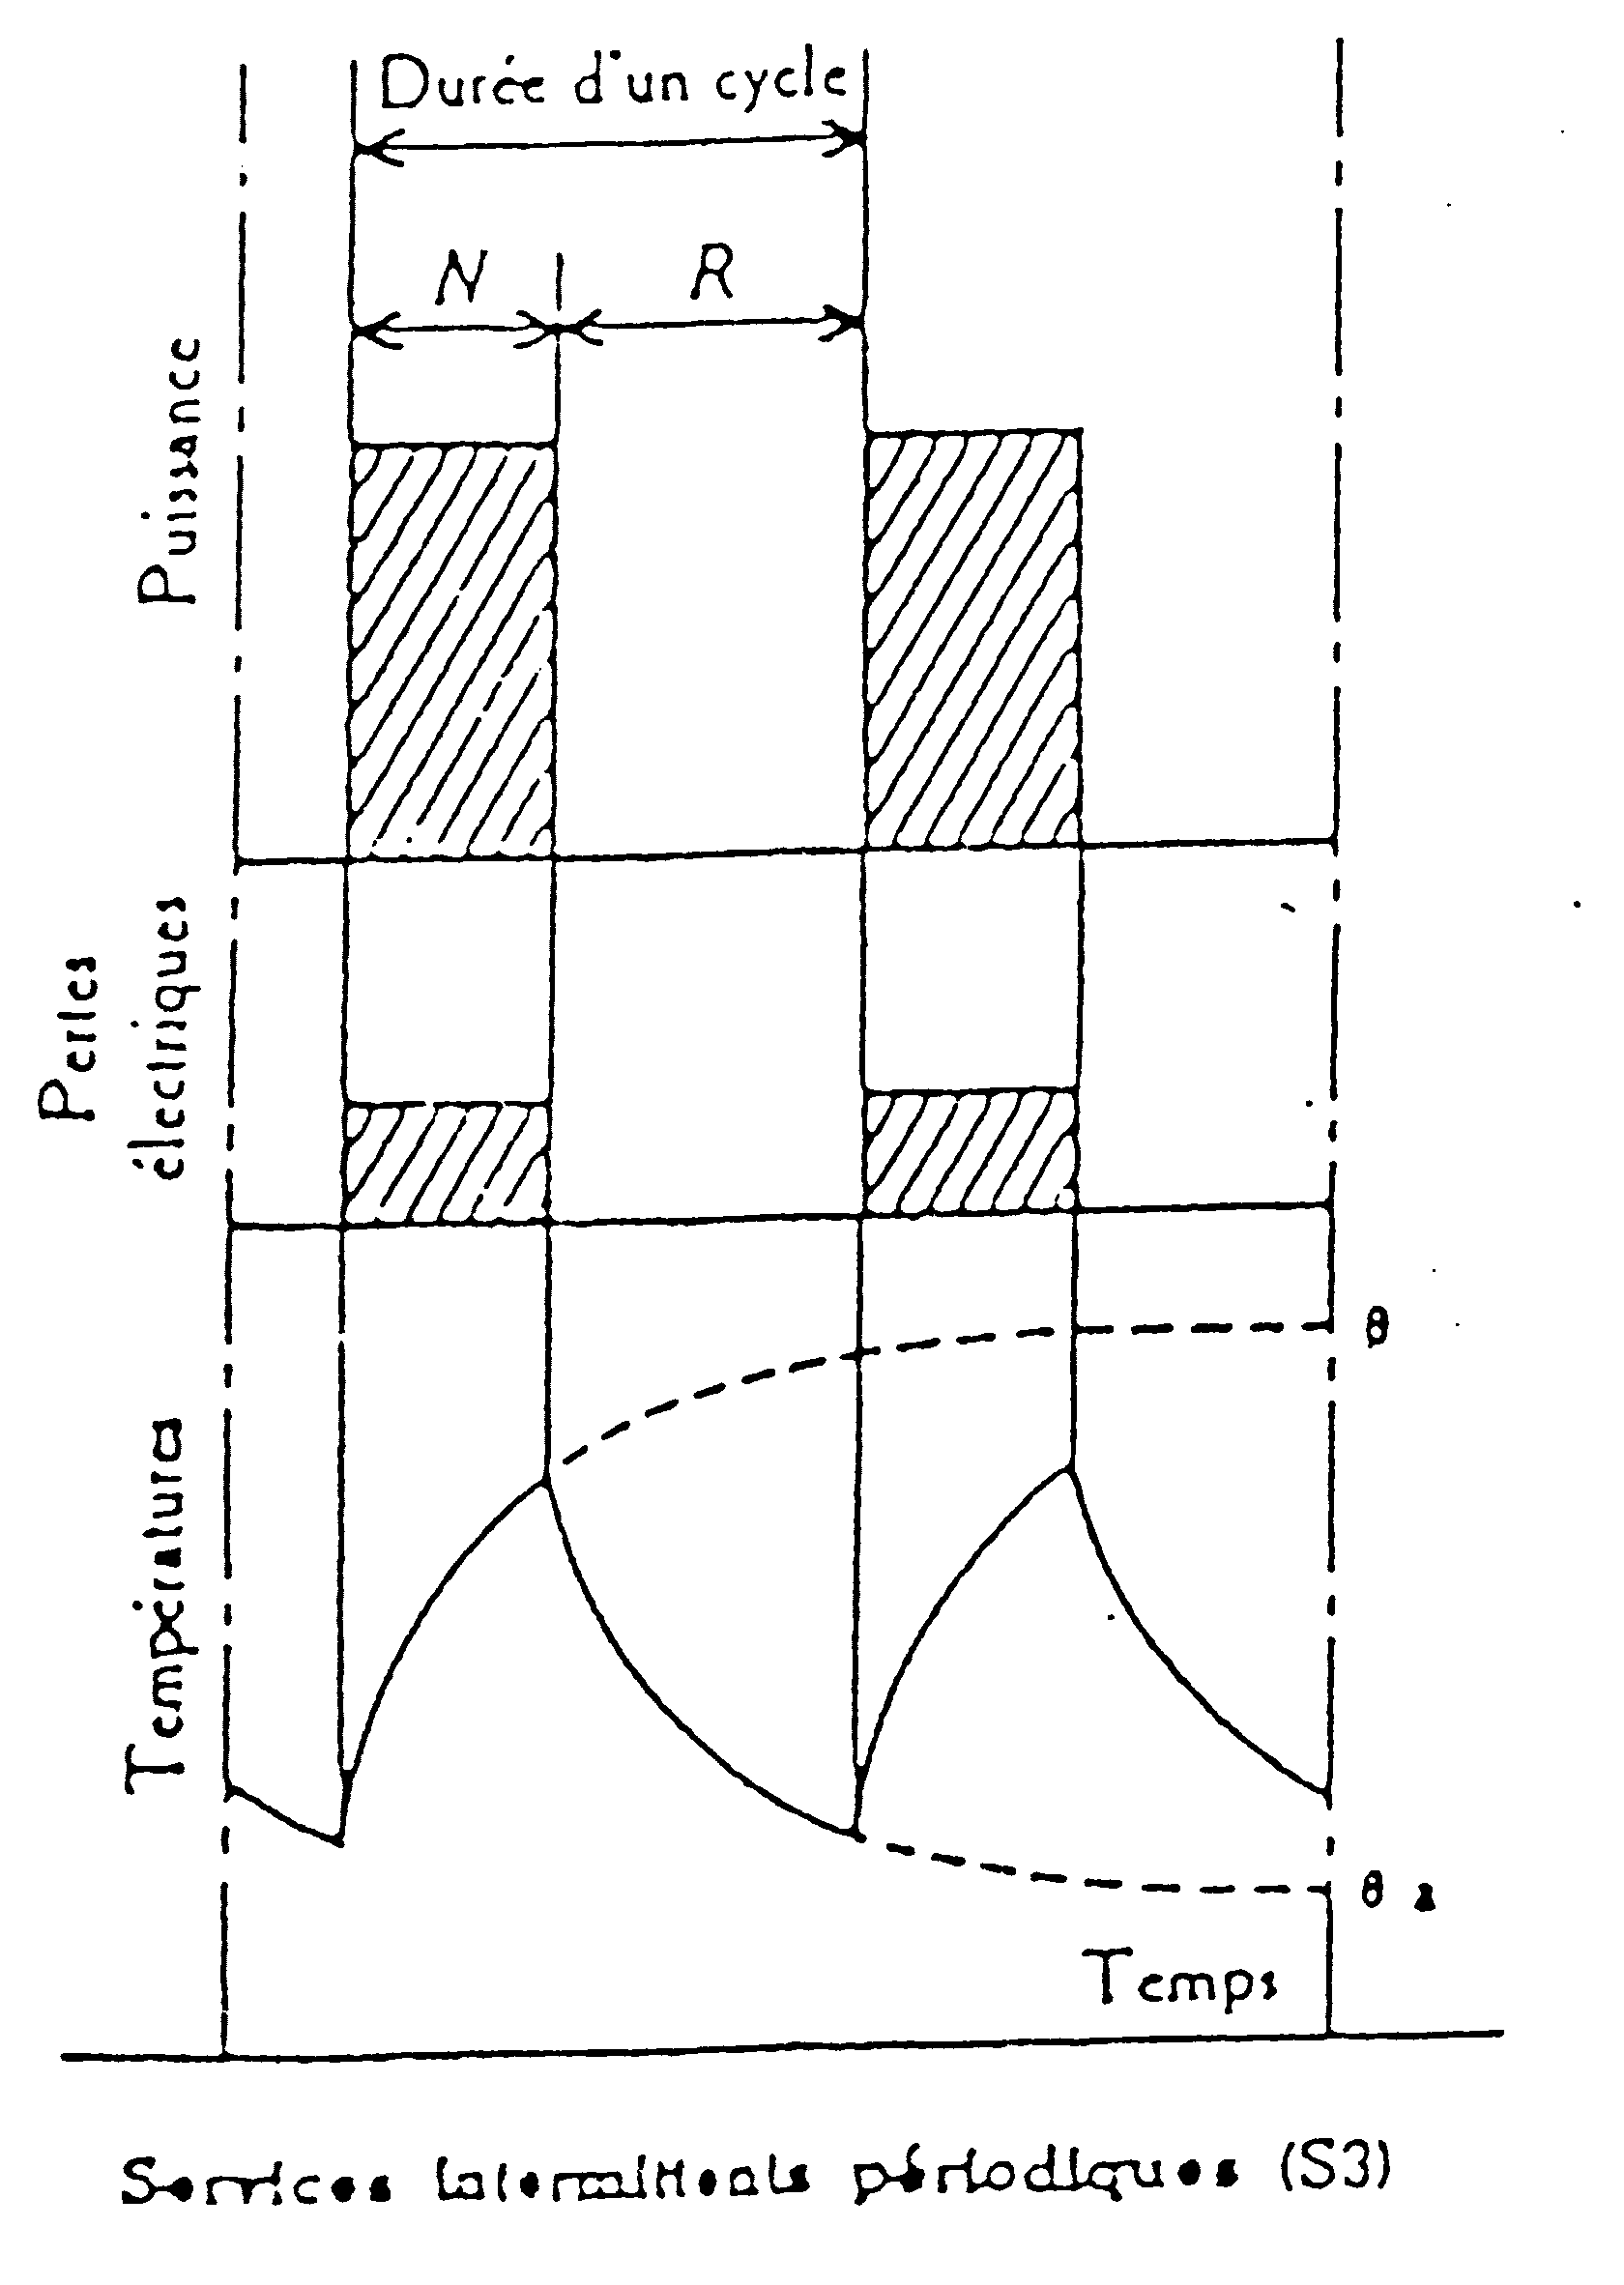 Durée d'un cycle
N
R
Puissance
Pertes
électriques
Température
θ
θ a
Temps
Services intermittents périodiques (S3)